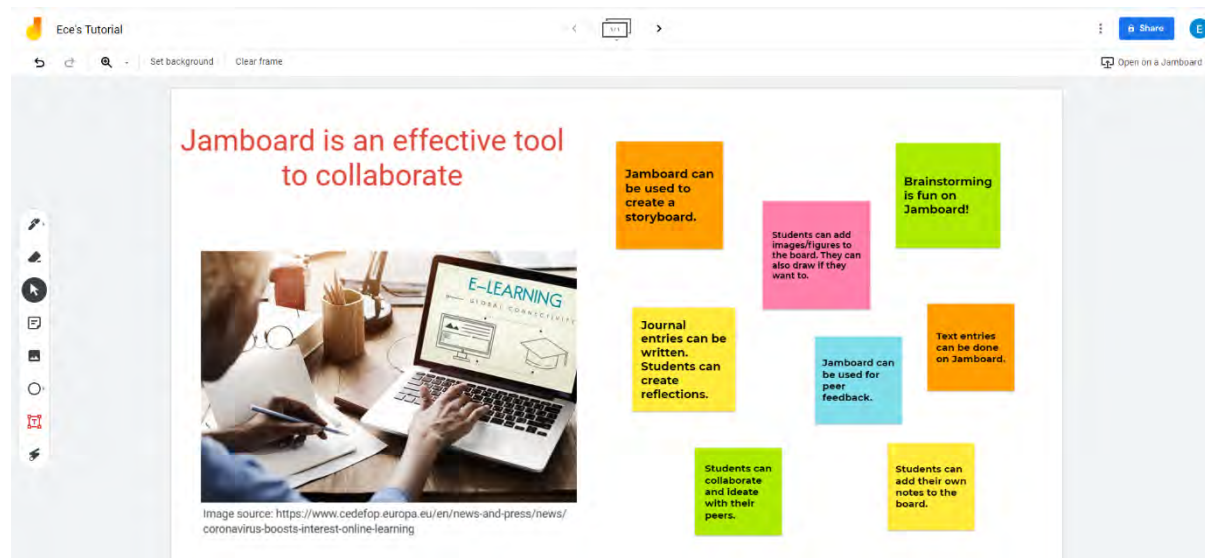 Ece's Tutorial
1/1
Share
E
Set background
Clear frame
Open on a Jamboard
Jamboard is an effective tool
to collaborate
E-LEARNING
GLOBAL CONNECTIVITY
Image source: https://www.cedefop.europa.eu/en/news-and-press/news/
coronavirus-boosts-interest-online-learning
Jamboard can
be used to
create a
storyboard.
Students can add
images/figures to
the board. They can
also draw if they
want to.
Brainstorming
is fun on
Jamboard!
Journal
entries can be
written.
Students can
create
reflections.
Jamboard can
be used for
peer
feedback.
Text entries
can be done
on Jamboard.
Students can
collaborate
and ideate
with their
peers.
Students can
add their own
notes to the
board.